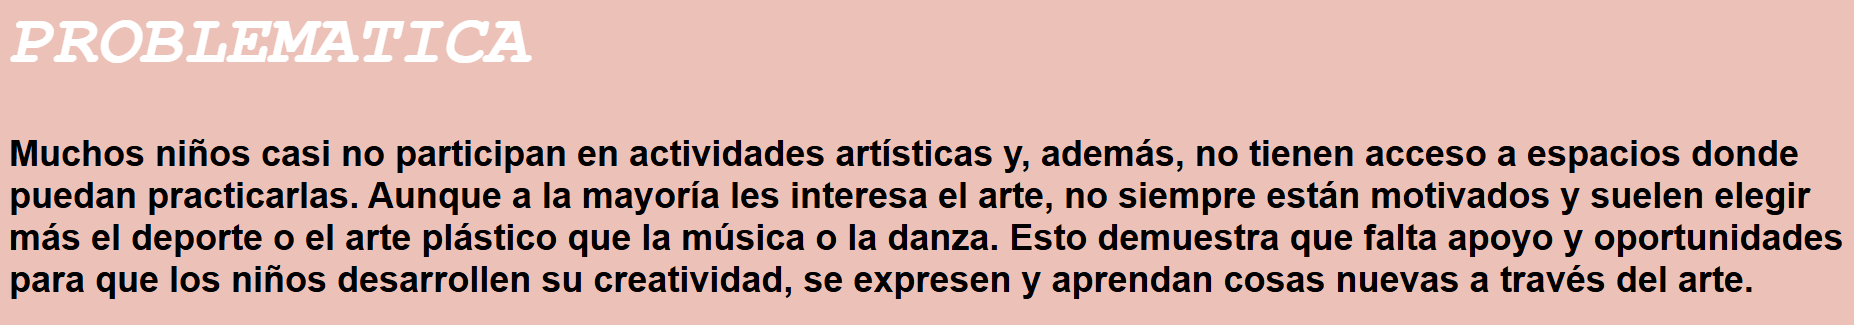 PROBLEMATICA
Muchos niños casi no participan en actividades artísticas y, además, no tienen acceso a espacios donde
puedan practicarlas. Aunque a la mayoría les interesa el arte, no siempre están motivados y suelen elegir
más el deporte o el arte plástico que la música o la danza. Esto demuestra que falta apoyo y oportunidades
para que los niños desarrollen su creatividad, se expresen y aprendan cosas nuevas a través del arte.